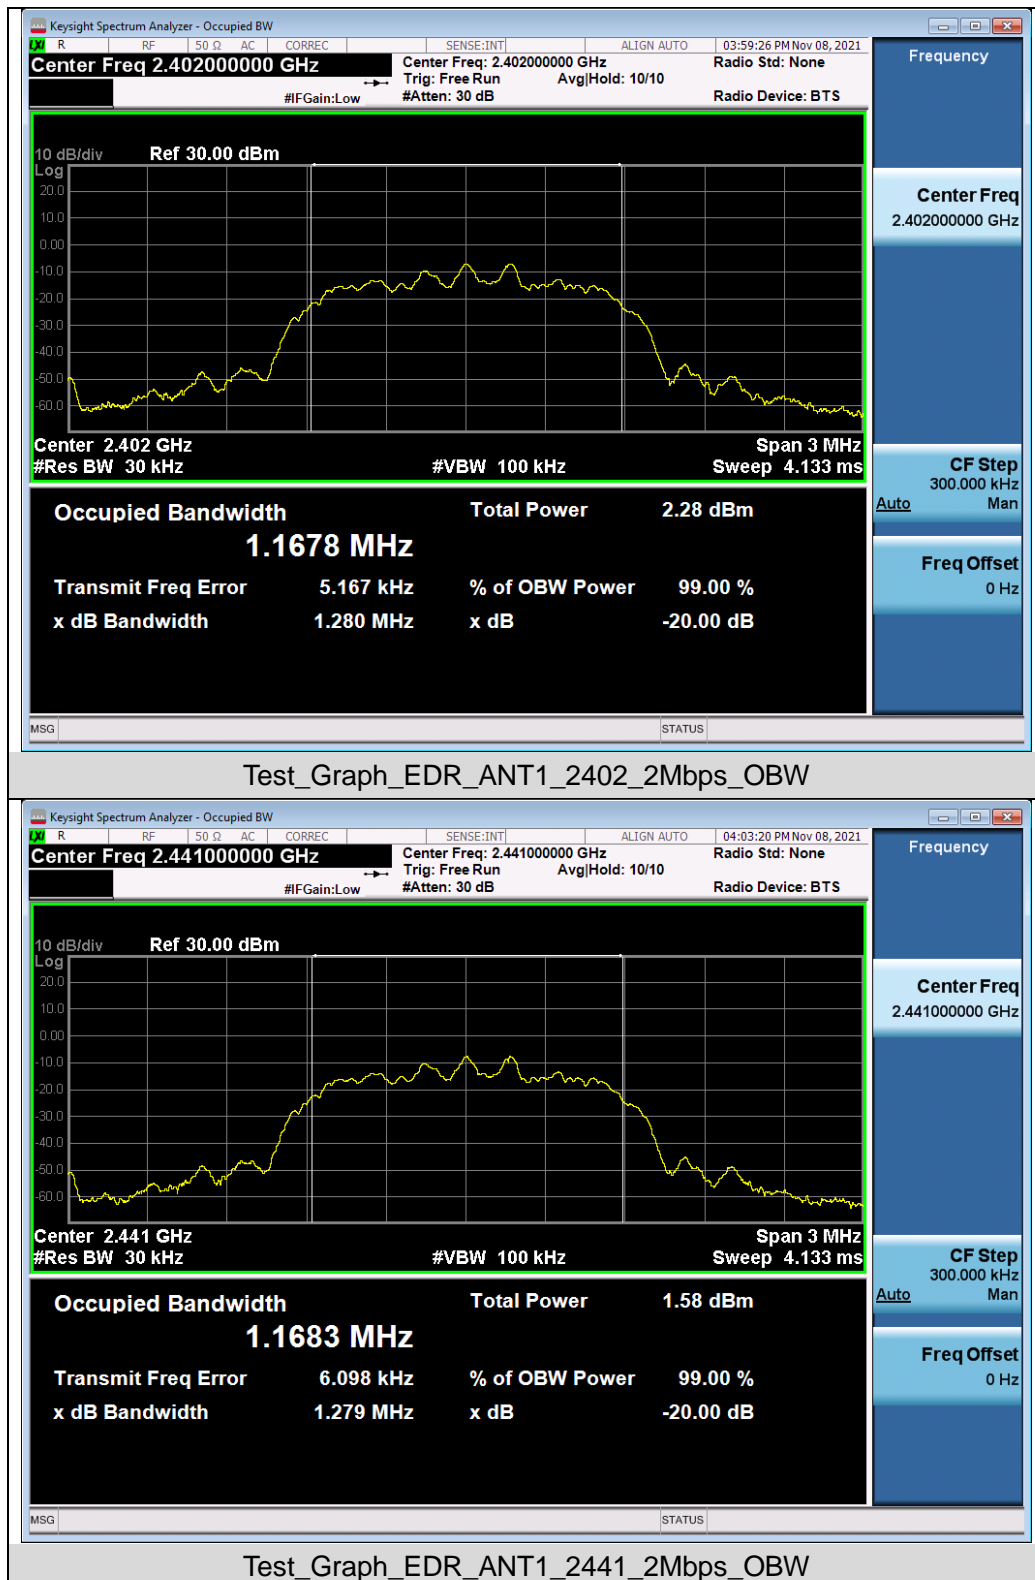 Keysight Spectrum Analyzer - Occupied BW
LXI R RF 50 Ω AC CORREC SENSE:INT ALIGN AUTO 03:59:26 PM Nov 08, 2021
Center Freq 2.402000000 GHz Center Freq: 2.402000000 GHz Radio Std: None
Trig: Free Run Avg|Hold: 10/10
#IFGain:Low #Atten: 30 dB Radio Device: BTS
10 dB/div Ref 30.00 dBm
Log
20.0
10.0
0.00
-10.0
-20.0
-30.0
-40.0
-50.0
-60.0
Center 2.402 GHz Span 3 MHz
#Res BW 30 kHz #VBW 100 kHz Sweep 4.133 ms
Occupied Bandwidth Total Power 2.28 dBm
1.1678 MHz
Transmit Freq Error 5.167 kHz % of OBW Power 99.00 %
x dB Bandwidth 1.280 MHz x dB -20.00 dB
MSG STATUS
Frequency
Center Freq
2.402000000 GHz
CF Step
300.000 kHz
Auto Man
Freq Offset
0 Hz
Test_Graph_EDR_ANT1_2402_2Mbps_OBW
Keysight Spectrum Analyzer - Occupied BW
LXI R RF 50 Ω AC CORREC SENSE:INT ALIGN AUTO 04:03:20 PM Nov 08, 2021
Center Freq 2.441000000 GHz Center Freq: 2.441000000 GHz Radio Std: None
Trig: Free Run Avg|Hold: 10/10
#IFGain:Low #Atten: 30 dB Radio Device: BTS
10 dB/div Ref 30.00 dBm
Log
20.0
10.0
0.00
-10.0
-20.0
-30.0
-40.0
-50.0
-60.0
Center 2.441 GHz Span 3 MHz
#Res BW 30 kHz #VBW 100 kHz Sweep 4.133 ms
Occupied Bandwidth Total Power 1.58 dBm
1.1683 MHz
Transmit Freq Error 6.098 kHz % of OBW Power 99.00 %
x dB Bandwidth 1.279 MHz x dB -20.00 dB
MSG STATUS
Frequency
Center Freq
2.441000000 GHz
CF Step
300.000 kHz
Auto Man
Freq Offset
0 Hz
Test_Graph_EDR_ANT1_2441_2Mbps_OBW